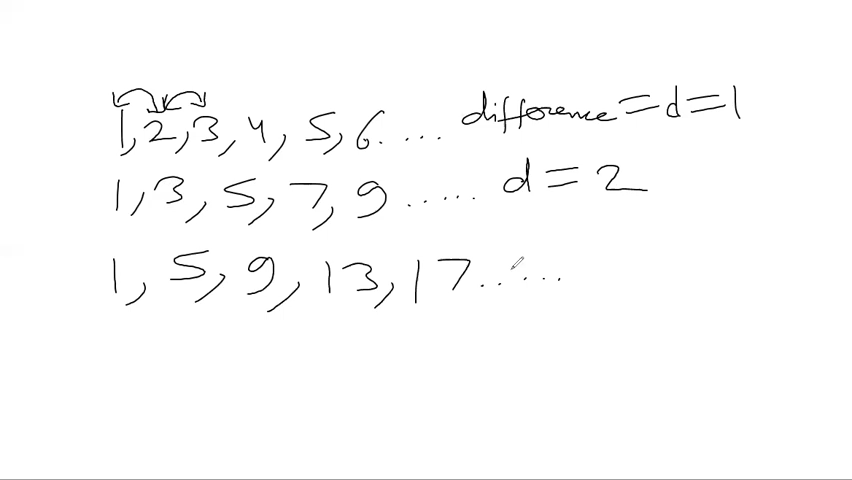 1, 2, 3, 4, 5, 6. ... difference = d = 1
1, 3, 5, 7, 9 ..... d = 2
1, 5, 9, 13, 17......